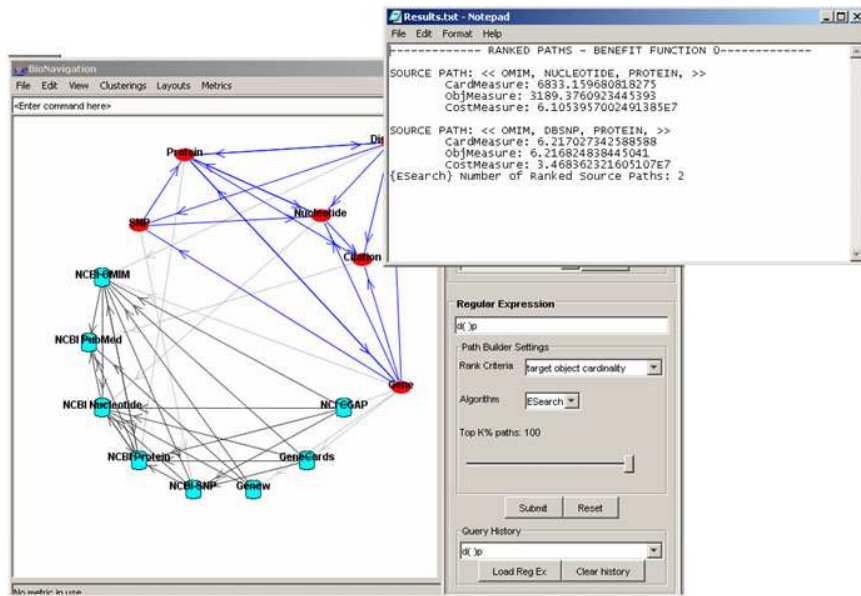 Results.txt - Notepad
File Edit Format Help
------------- RANKED PATHS - BENEFIT FUNCTION 0-------------
SOURCE PATH: << OMIM, NUCLEOTIDE, PROTEIN, >>
CardMeasure: 6833.159680818275
ObjMeasure: 3189.3760923445393
CostMeasure: 6.1053957002491385E7
SOURCE PATH: << OMIM, DBSNP, PROTEIN, >>
CardMeasure: 6.217027342588588
ObjMeasure: 6.216824838445041
CostMeasure: 3.468362321605107E7
{ESearch} Number of Ranked Source Paths: 2
BioNavigation
File Edit View Clusterings Layouts Metrics
<Enter command here>
Protein
Nucleotide
SNP
Citation
NCBI OMIM
NCBI PubMed
Gene
NCBI Nucleotide
NCI CGAP
NCBI Protein
GeneCards
NCBI SNP
Genew
No metric in use
Regular Expression
d( )p
Path Builder Settings
Rank Criteria
target object cardinality
Algorithm
ESearch
Top K% paths: 100
Submit
Reset
Query History
d( )p
Load Reg Ex
Clear history